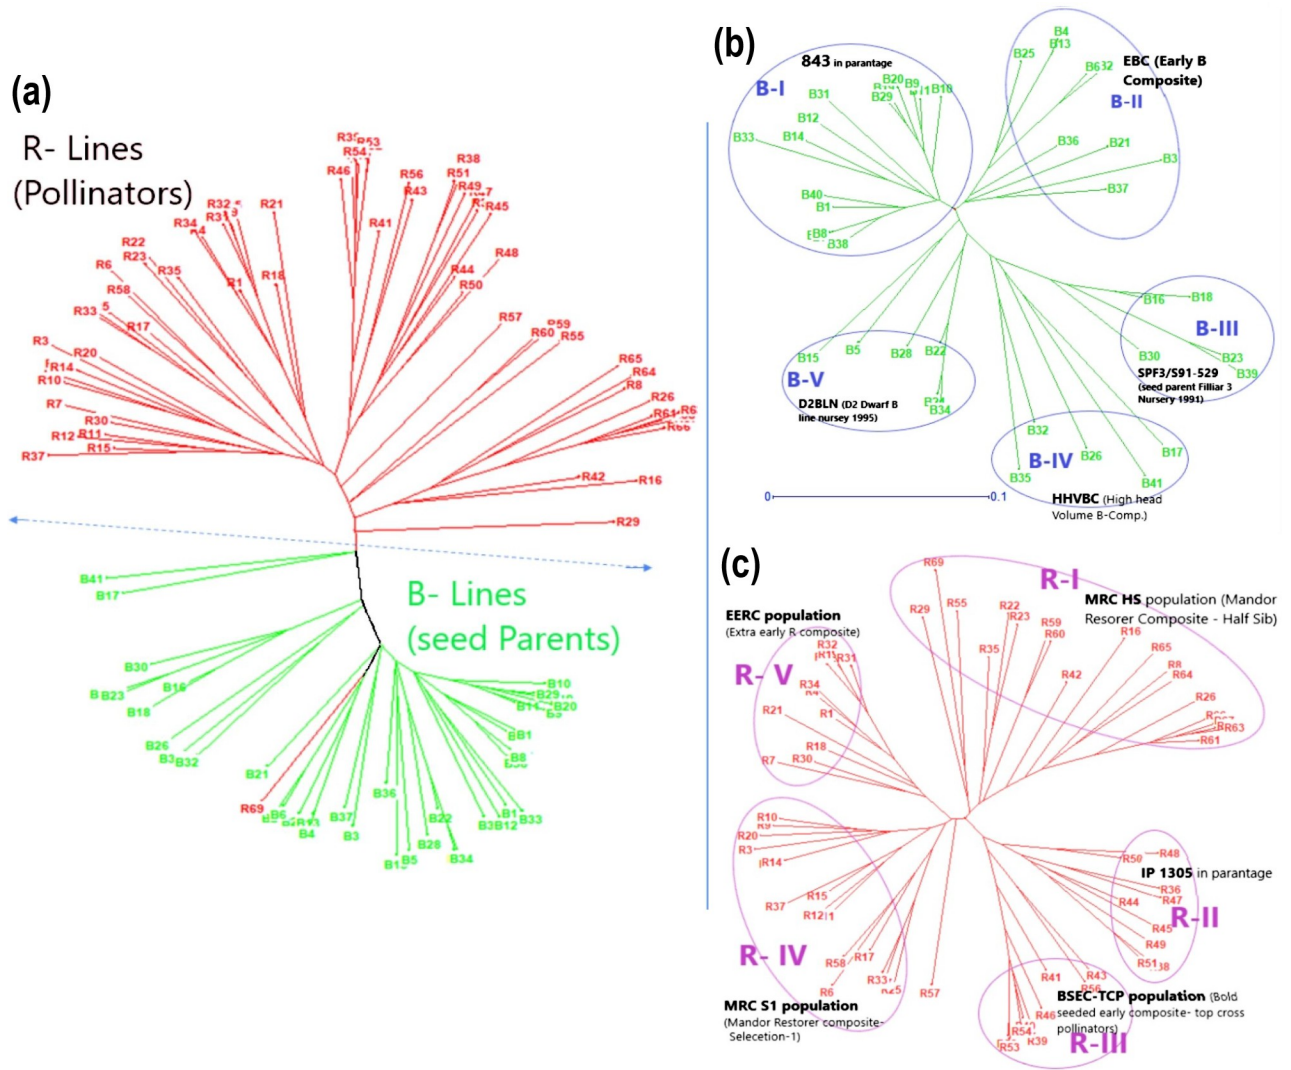 (a)
R- Lines
(Pollinators)
R53
R54
R46
R56
R43
R38
R51
R49
R45
R41
R48
R44
R50
R32
R21
R34
R18
R1
R22
R23
R35
R6
R58
R33
R17
R3
R20
R14
R10
R7
R30
R12
R11
R15
R37
R57
R59
R60
R55
R65
R64
R8
R26
R61
R66
R42
R16
R29
B41
B17
B- Lines
(seed Parents)
B30
B23
B16
B18
B26
B32
B21
R69
B6
B4
B37
B3
B36
B5
B28
B22
B34
B12
B33
B8
B10
B29
B11
B20
(b)
843 in parantage
B-I
B31
B20
B9
B29
B10
B12
B33
B14
B40
B1
B8
B38
B4
B13
B25
B632
EBC (Early B
Composite)
B-II
B36
B21
B3
B37
B16
B18
B-III
B30
B23
B39
SPF3/S91-529
(seed parent Filliar 3
Nursery 1991)
B15
B5
B28
B22
B-V
D2BLN (D2 Dwarf B
line nursey 1995)
B34
B32
B-IV
B26
B17
B35
B41
HHVBC (High head
Volume B-Comp.)
0
0.1
(c)
R69
R-I
MRC HS population (Mandor
Resorer Composite - Half Sib)
R29
R55
R22
R23
R59
R60
R35
R16
R65
R8
R64
R42
R26
R63
R61
EERC population
(Extra early R composite)
R32
R31
R- V
R34
R21
R1
R18
R30
R7
R10
R9
R20
R3
R14
R15
R37
R12
R- IV
R58
R17
R33
R25
R6
R57
MRC S1 population
(Mandor Restorer composite-
Selecetion-1)
R50
R48
IP 1305 in parantage
R36
R47
R44
R-II
R45
R49
R51
R41
R43
R56
BSEC-TCP population (Bold
seeded early composite- top cross
pollinators)
R46
R54
R39
R53
R-III